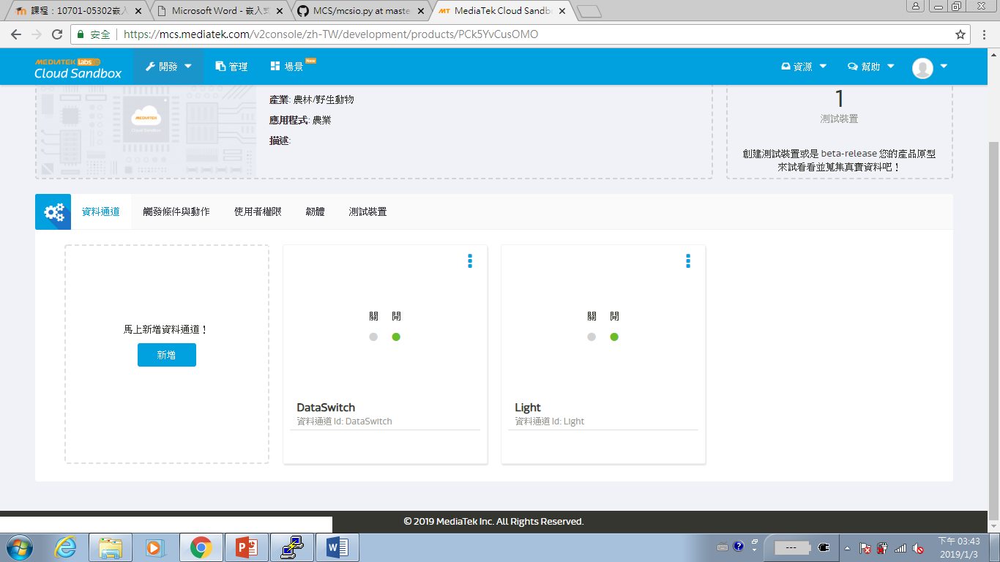 課程：10701-05302嵌入
Microsoft Word - 嵌入式
MCS/mcsio.py at maste
MediaTek Cloud Sandb
安全 https://mcs.mediatek.com/v2console/zh-TW/development/products/PCk5YvCusOMO
MEDIATEK labs
Cloud Sandbox
開發
管理
場景 New
資源
幫助
MEDIATEK
Cloud Sandbox
產業: 農林/野生動物
應用程式: 農業
描述:
1
測試裝置
創建測試裝置或是 beta-release 您的產品原型
來試看看並蒐集真實資料吧！
資料通道
觸發條件與動作
使用者權限
韌體
測試裝置
馬上新增資料通道！
新增
關 開
DataSwitch
資料通道 Id: DataSwitch
關 開
Light
資料通道 Id: Light
© 2019 MediaTek Inc. All Rights Reserved.
---
下午 03:43
2019/1/3